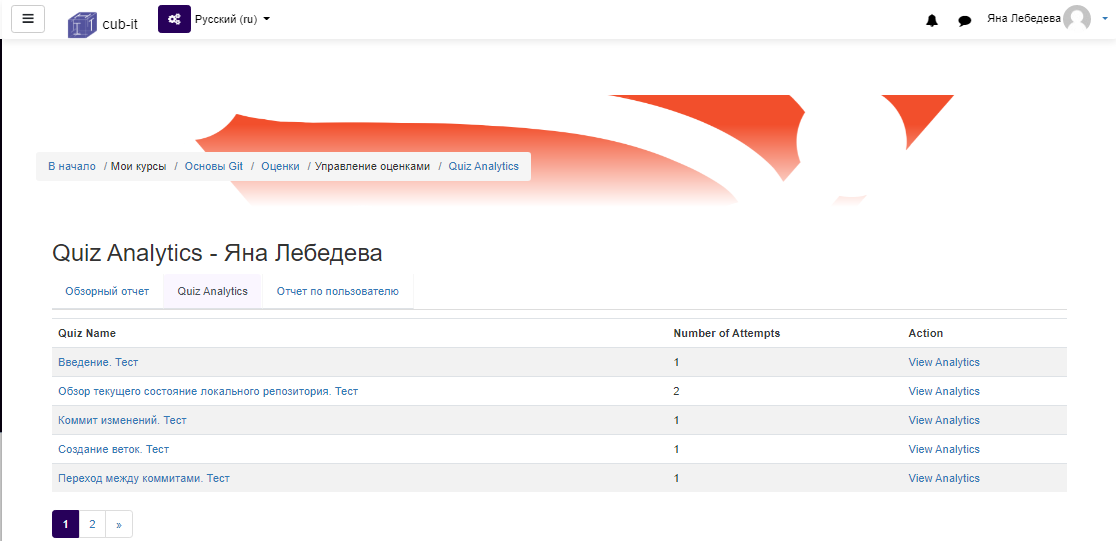 cub-it Русский (ru) Яна Лебедева
В начало / Мои курсы / Основы Git / Оценки / Управление оценками / Quiz Analytics
Quiz Analytics - Яна Лебедева
Обзорный отчет Quiz Analytics Отчет по пользователю
Quiz Name Number of Attempts Action
Введение. Тест 1 View Analytics
Обзор текущего состояние локального репозитория. Тест 2 View Analytics
Коммит изменений. Тест 1 View Analytics
Создание веток. Тест 1 View Analytics
Переход между коммитами. Тест 1 View Analytics
1 2 »